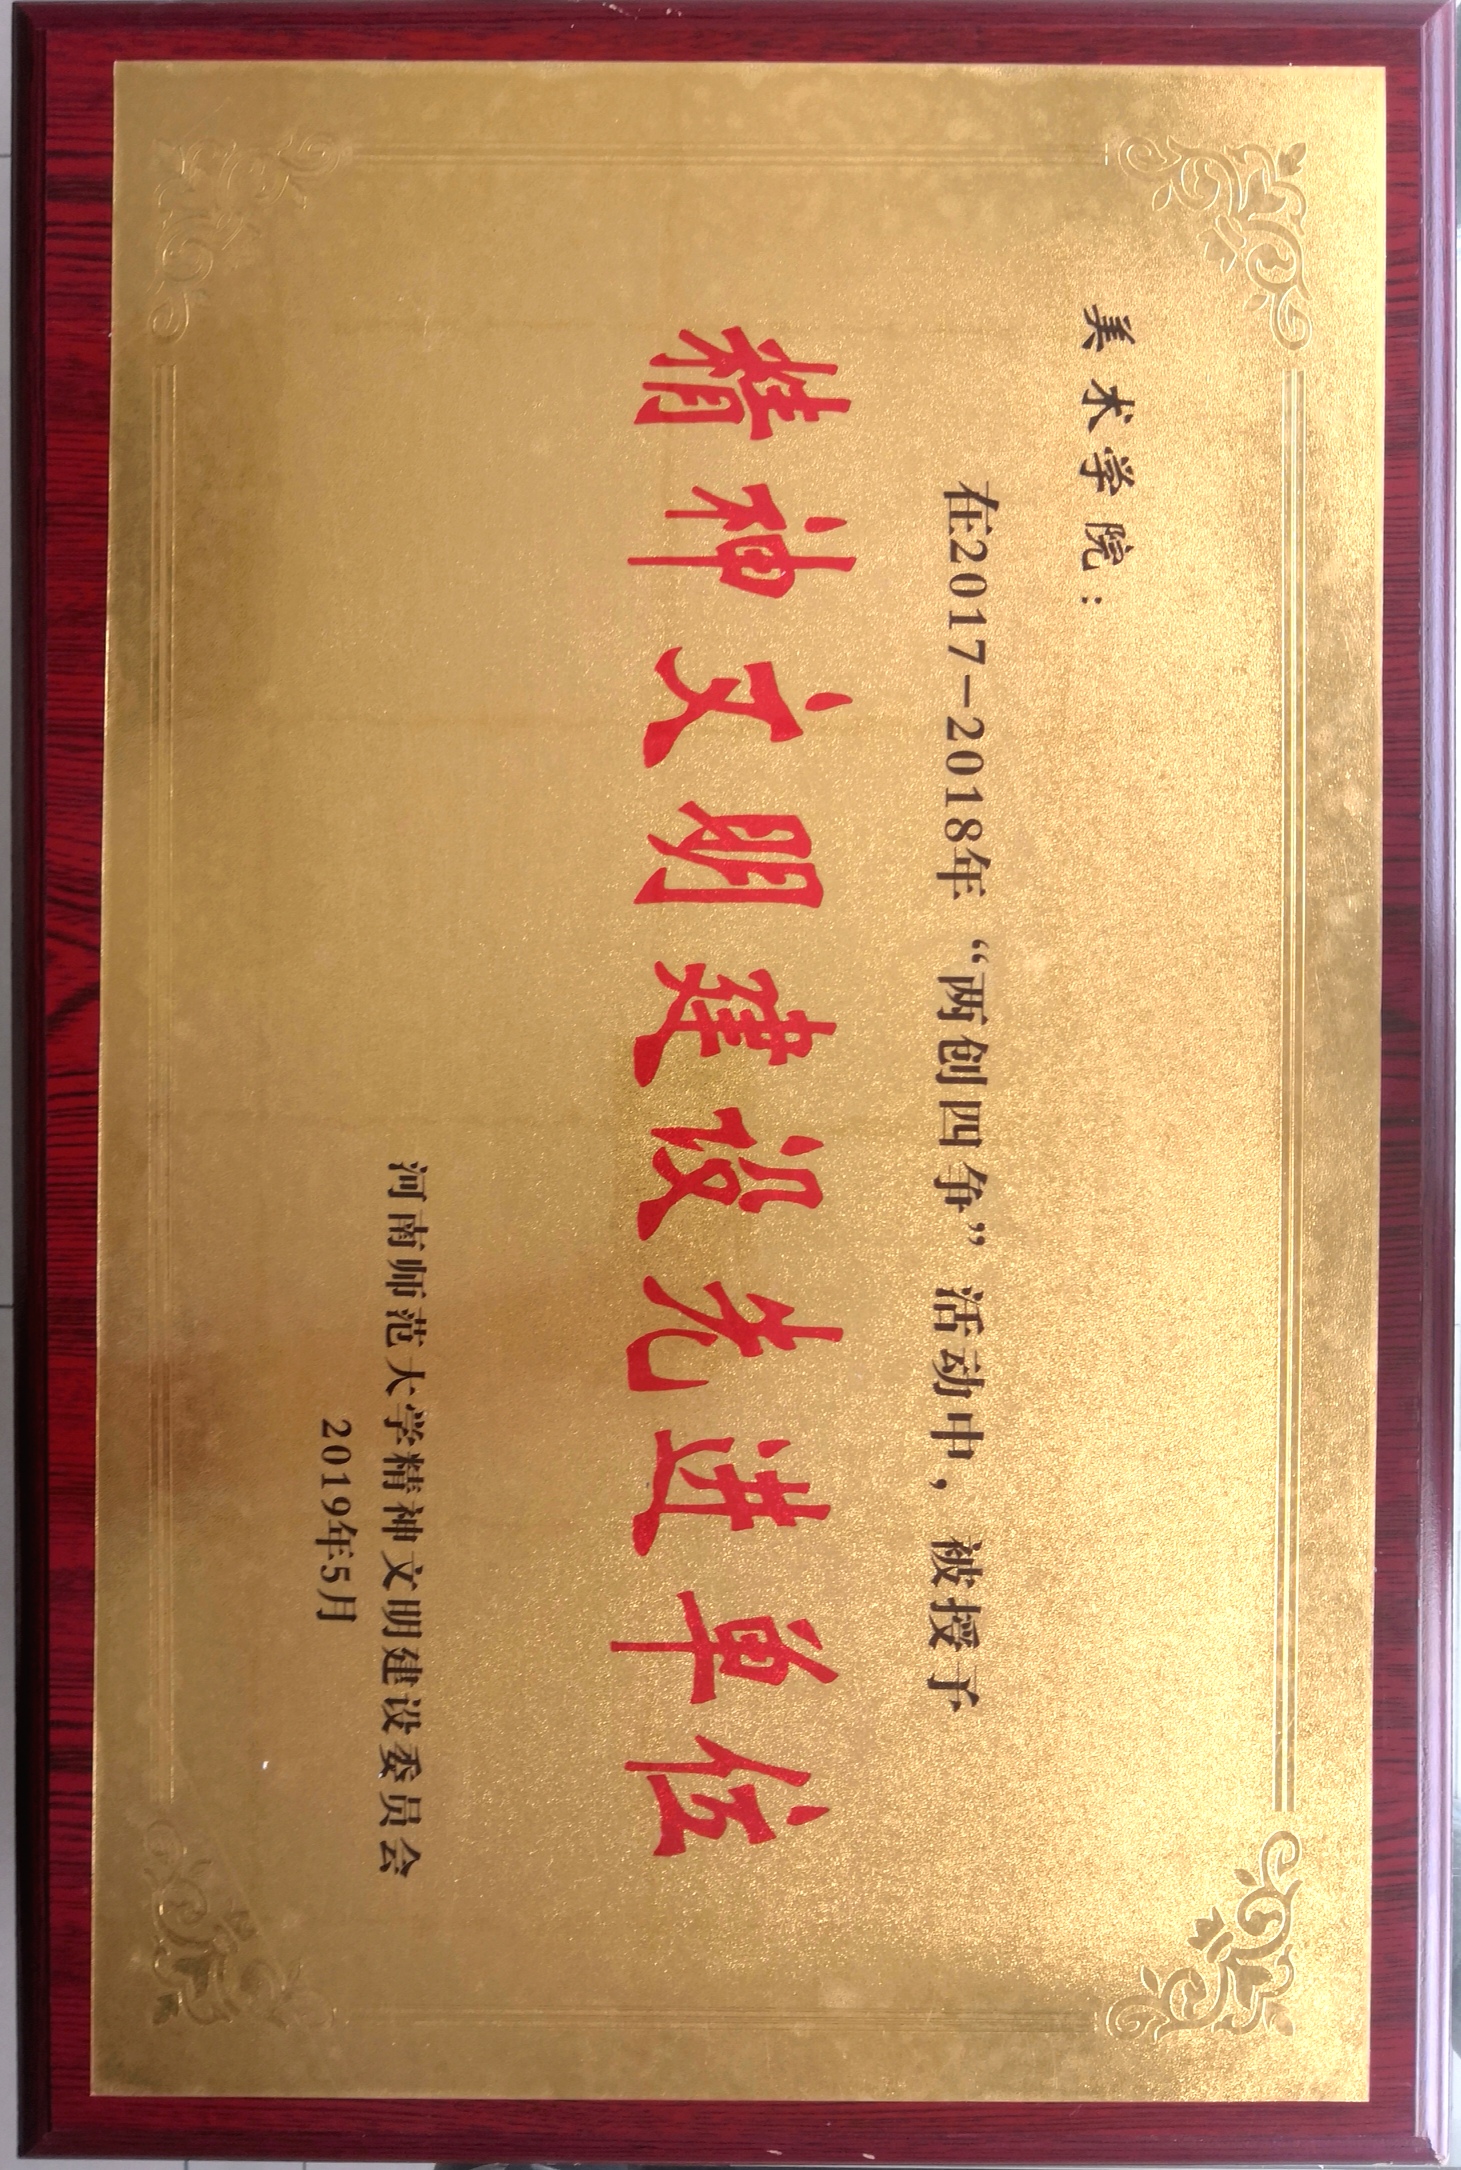 美术学院：
在2017-2018年“两创四争”活动中，被授予
精神文明建设先进单位
河南师范大学精神文明建设委员会
2019年5月